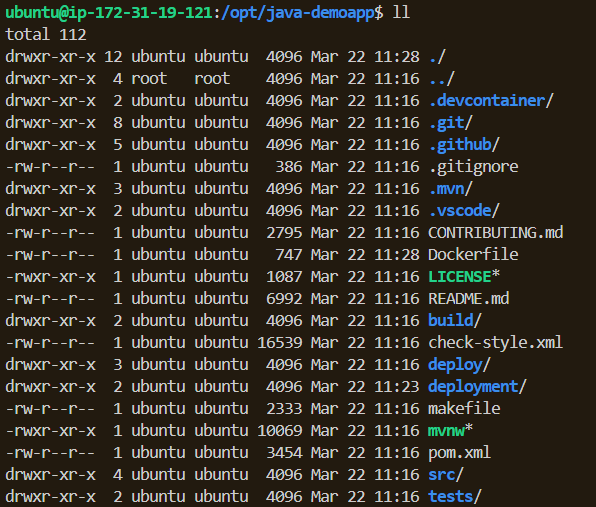 ubuntu@ip-172-31-19-121:/opt/java-demoapp$ ll
total 112
drwxr-xr-x 12 ubuntu ubuntu  4096 Mar 22 11:28 ./
drwxr-xr-x  4 root   root    4096 Mar 22 11:16 ../
drwxr-xr-x  2 ubuntu ubuntu  4096 Mar 22 11:16 .devcontainer/
drwxr-xr-x  8 ubuntu ubuntu  4096 Mar 22 11:16 .git/
drwxr-xr-x  5 ubuntu ubuntu  4096 Mar 22 11:16 .github/
-rw-r--r--  1 ubuntu ubuntu   386 Mar 22 11:16 .gitignore
drwxr-xr-x  3 ubuntu ubuntu  4096 Mar 22 11:16 .mvn/
drwxr-xr-x  2 ubuntu ubuntu  4096 Mar 22 11:16 .vscode/
-rw-r--r--  1 ubuntu ubuntu  2795 Mar 22 11:16 CONTRIBUTING.md
-rw-r--r--  1 ubuntu ubuntu   747 Mar 22 11:28 Dockerfile
-rwxr-xr-x  1 ubuntu ubuntu  1087 Mar 22 11:16 LICENSE*
-rw-r--r--  1 ubuntu ubuntu  6992 Mar 22 11:16 README.md
drwxr-xr-x  2 ubuntu ubuntu  4096 Mar 22 11:16 build/
-rw-r--r--  1 ubuntu ubuntu 16539 Mar 22 11:16 check-style.xml
drwxr-xr-x  3 ubuntu ubuntu  4096 Mar 22 11:16 deploy/
drwxr-xr-x  2 ubuntu ubuntu  4096 Mar 22 11:23 deployment/
-rw-r--r--  1 ubuntu ubuntu  2333 Mar 22 11:16 makefile
-rwxr-xr-x  1 ubuntu ubuntu 10069 Mar 22 11:16 mvnw*
-rw-r--r--  1 ubuntu ubuntu  3454 Mar 22 11:16 pom.xml
drwxr-xr-x  4 ubuntu ubuntu  4096 Mar 22 11:16 src/
drwxr-xr-x  2 ubuntu ubuntu  4096 Mar 22 11:16 tests/